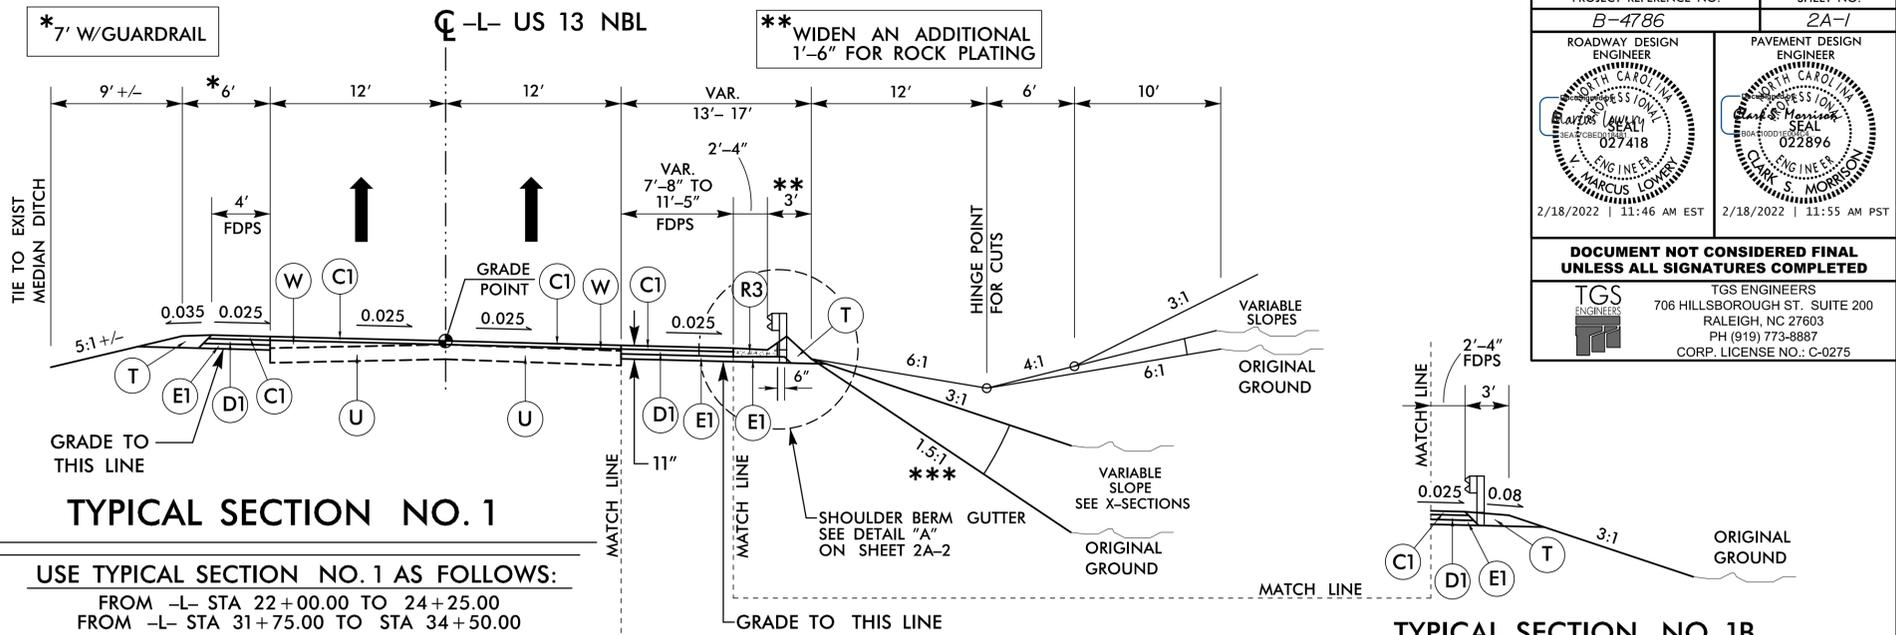 *7' W/GUARDRAIL
℄ –L– US 13 NBL
**WIDEN AN ADDITIONAL
1'–6" FOR ROCK PLATING
9' +/–
*6'
12'
12'
VAR.
13'– 17'
12'
6'
10'
2'–4"
VAR.
7'–8" TO
11'–5"
FDPS
**
3'
4'
FDPS
TIE TO EXIST
MEDIAN DITCH
HINGE POINT
FOR CUTS
W
C1
GRADE
POINT
C1
W
C1
R3
T
0.035
0.025
0.025
0.025
0.025
5:1 +/–
T
E1
D1
C1
U
U
D1
E1
E1
6"
11"
GRADE TO
THIS LINE
6:1
4:1
3:1
6:1
VARIABLE
SLOPES
ORIGINAL
GROUND
3:1
1.5:1
***
VARIABLE
SLOPE
SEE X–SECTIONS
ORIGINAL
GROUND
MATCH LINE
MATCH LINE
SHOULDER BERM GUTTER
SEE DETAIL "A"
ON SHEET 2A–2
GRADE TO THIS LINE
MATCH LINE
TYPICAL SECTION NO. 1
USE TYPICAL SECTION NO. 1 AS FOLLOWS:
FROM –L– STA 22+00.00 TO 24+25.00
FROM –L– STA 31+75.00 TO STA 34+50.00
PROJECT REFERENCE NO.
SHEET NO.
B-4786
2A-1
ROADWAY DESIGN
ENGINEER
PAVEMENT DESIGN
ENGINEER
NORTH CAROLINA
PROFESSIONAL
SEAL
027418
ENGINEER
V. MARCUS LOWERY
NORTH CAROLINA
PROFESSIONAL
Clark S. Morrison
SEAL
022896
ENGINEER
CLARK S. MORRISON
2/18/2022 | 11:46 AM EST
2/18/2022 | 11:55 AM PST
DOCUMENT NOT CONSIDERED FINAL
UNLESS ALL SIGNATURES COMPLETED
TGS
ENGINEERS
TGS ENGINEERS
706 HILLSBOROUGH ST. SUITE 200
RALEIGH, NC 27603
PH (919) 773-8887
CORP. LICENSE NO.: C-0275
2'–4"
FDPS
3'
MATCH LINE
0.025
0.08
C1
D1
E1
T
3:1
ORIGINAL
GROUND
TYPICAL SECTION NO. 1B